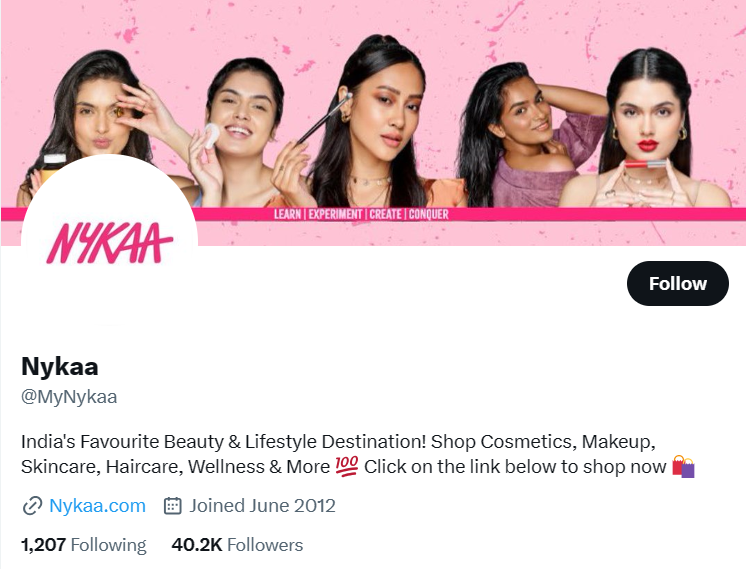 LEARN | EXPERIMENT | CREATE | CONQUER
NYKAA
Follow
Nykaa
@MyNykaa
India's Favourite Beauty & Lifestyle Destination! Shop Cosmetics, Makeup,
Skincare, Haircare, Wellness & More 💯 Click on the link below to shop now 🛍️
Nykaa.com Joined June 2012
1,207 Following 40.2K Followers